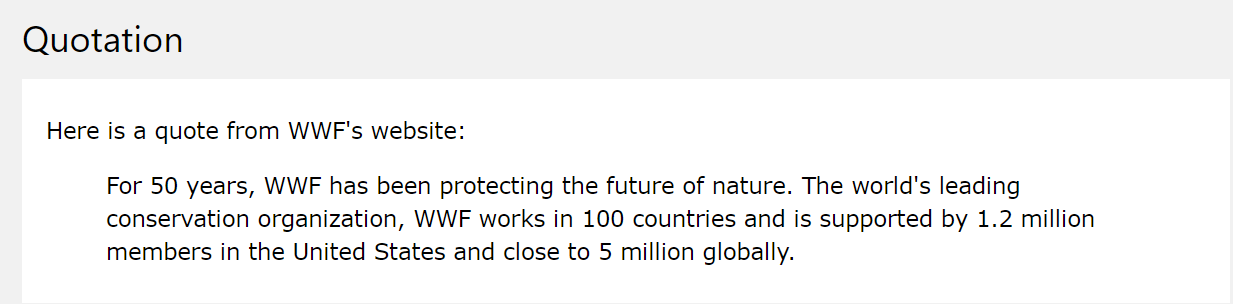 Quotation
Here is a quote from WWF's website:
For 50 years, WWF has been protecting the future of nature. The world's leading
conservation organization, WWF works in 100 countries and is supported by 1.2 million
members in the United States and close to 5 million globally.